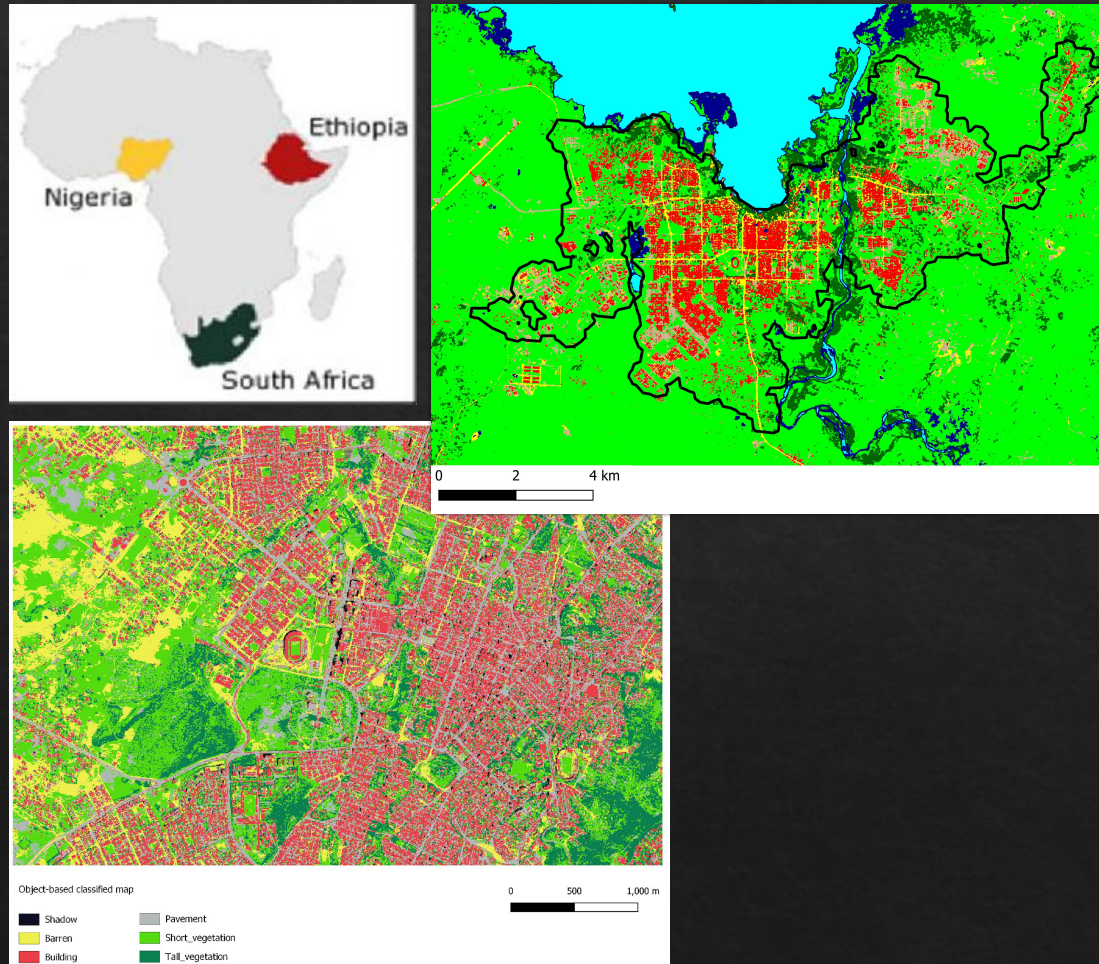 Ethiopia
Nigeria
South Africa
0 2 4 km
Object-based classified map
0 500 1,000 m
Shadow
Pavement
Barren
Short_vegetation
Building
Tall_vegetation